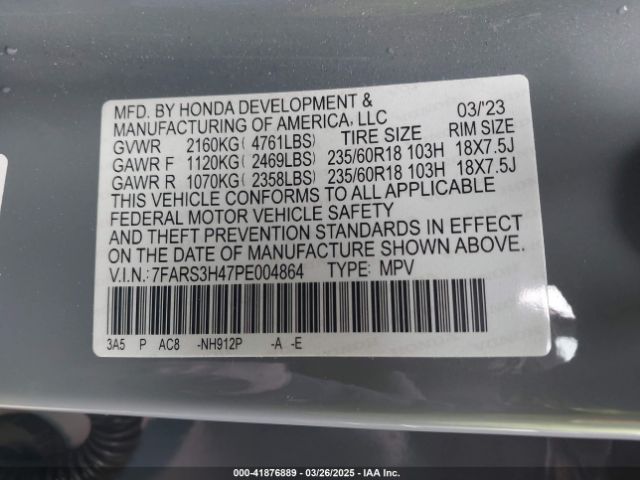 MFD. BY HONDA DEVELOPMENT &
MANUFACTURING OF AMERICA, LLC 03/'23
GVWR 2160KG( 4761LBS) TIRE SIZE RIM SIZE
GAWR F 1120KG( 2469LBS) 235/60R18 103H 18X7.5J
GAWR R 1070KG( 2358LBS) 235/60R18 103H 18X7.5J
THIS VEHICLE CONFORMS TO ALL APPLICABLE
FEDERAL MOTOR VEHICLE SAFETY
AND THEFT PREVENTION STANDARDS IN EFFECT
ON THE DATE OF MANUFACTURE SHOWN ABOVE.
V.I.N.: 7FARS3H47PE004864 TYPE: MPV
3A5 P AC8 -NH912P -A -E
000-41876889 - 03/26/2025 - IAA Inc.